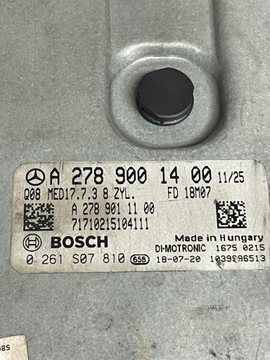 A 278 900 14 00 11/25
Q08 MED17.7.3 8 ZYL. FD 18M07
A 278 901 11 00
71710215104111
Made in Hungary
BOSCH DI-MOTRONIC 1675 0215
0 261 S07 810 658 18-07-20 1039S96513